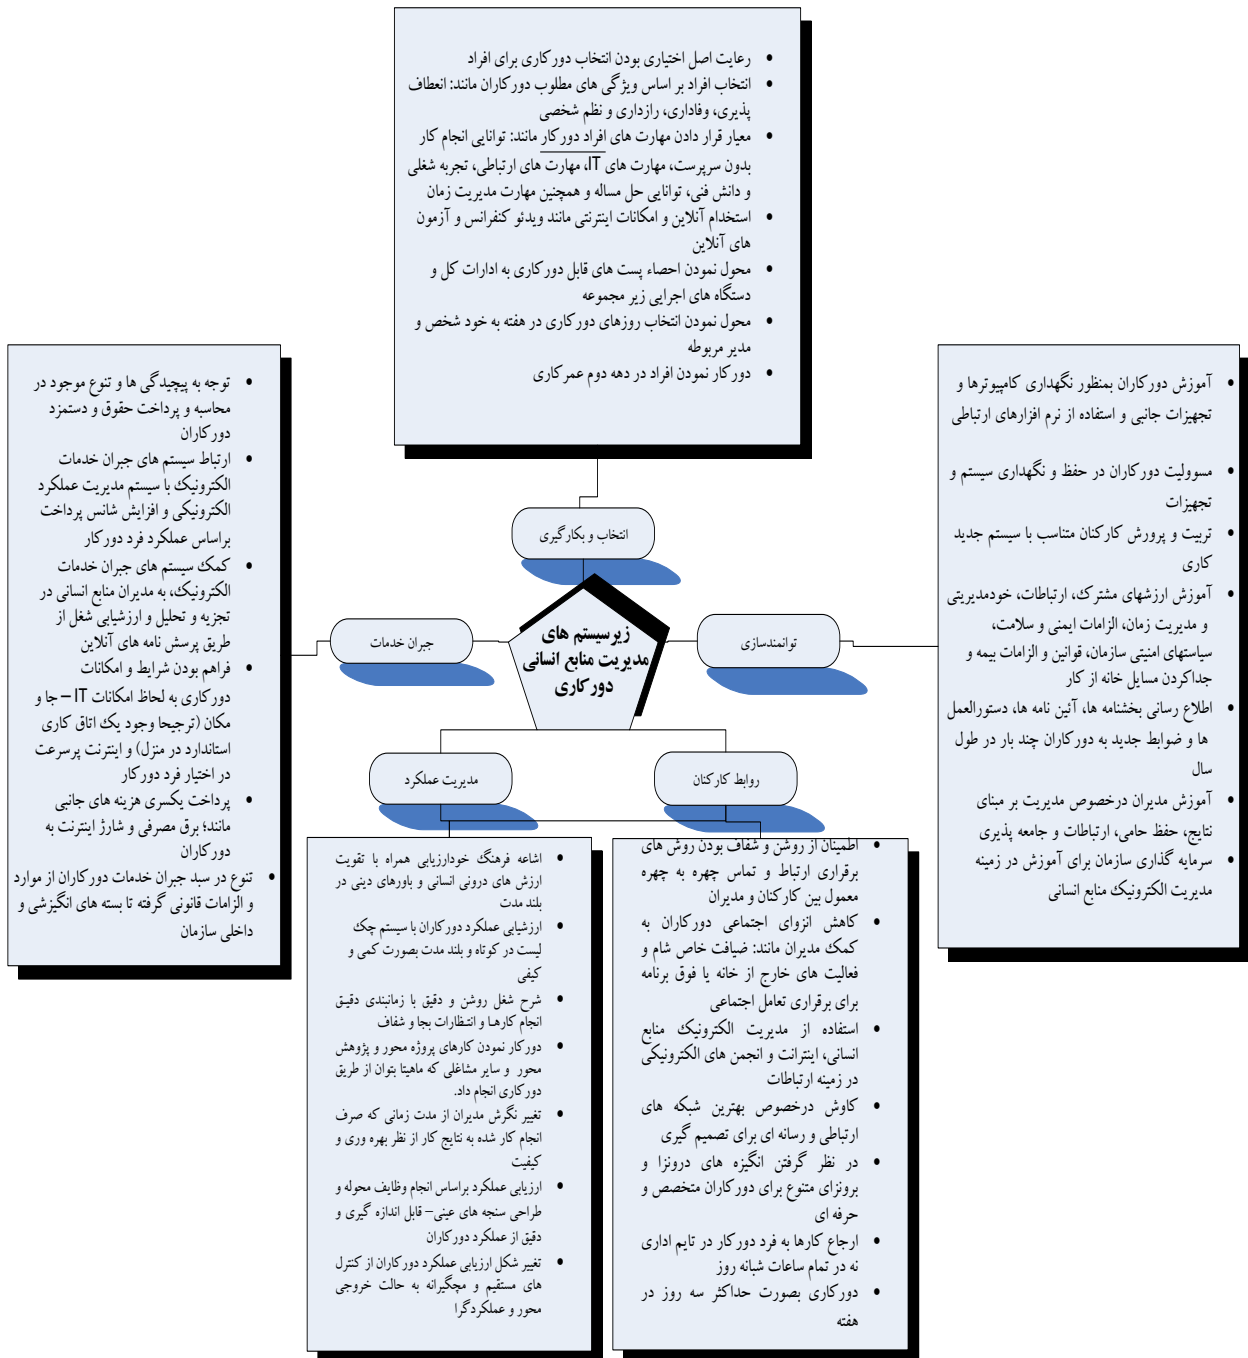 رعایت اصل اختیاری بودن انتخاب دورکاری برای افراد
انتخاب افراد بر اساس ویژگی های مطلوب دورکاران مانند: انعطاف
پذیری، وفاداری، رازداری و نظم شخصی
معیار قرار دادن مهارت های افراد دورکار مانند: توانایی انجام کار
بدون سرپرست، مهارت های IT، مهارت های ارتباطی، تجربه شغلی
و دانش فنی، توانایی حل مساله و همچنین مهارت مدیریت زمان
استخدام آنلاین و امکانات اینترنتی مانند ویدئو کنفرانس و آزمون
های آنلاین
محول نمودن احصاء پست های قابل دورکاری به ادارات کل و
دستگاه های اجرایی زیر مجموعه
محول نمودن انتخاب روزهای دورکاری در هفته به خود شخص و
مدیر مربوطه
دورکار نمودن افراد در دهه دوم عمرکاری
آموزش دورکاران بمنظور نگهداری کامپیوترها و
تجهیزات جانبی و استفاده از نرم افزارهای ارتباطی
مسوولیت دورکاران در حفظ و نگهداری سیستم و
تجهیزات
تربیت و پرورش کارکنان متناسب با سیستم جدید
کاری
آموزش ارزشهای مشترک، ارتباطات، خودمدیریتی
و مدیریت زمان، الزامات ایمنی و سلامت،
سیاستهای امنیتی سازمان، قوانین و الزامات بیمه و
جداکردن مسایل خانه از کار
اطلاع رسانی بخشنامه ها، آئین نامه ها، دستورالعمل
ها و ضوابط جدید به دورکاران چند بار در طول
سال
آموزش مدیران درخصوص مدیریت بر مبنای
نتایج، حفظ حامی، ارتباطات و جامعه پذیری
سرمایه گذاری سازمان برای آموزش در زمینه
مدیریت الکترونیک منابع انسانی
توجه به پیچیدگی ها و تنوع موجود در
محاسبه و پرداخت حقوق و دستمزد
دورکاران
ارتباط سیستم های جبران خدمات
الکترونیک با سیستم مدیریت عملکرد
الکترونیکی و افزایش شانس پرداخت
براساس عملکرد فرد دورکار
کمک سیستم های جبران خدمات
الکترونیک، به مدیران منابع انسانی در
تجزیه و تحلیل و ارزشیابی شغل از
طریق پرسش نامه های آنلاین
فراهم بودن شرایط و امکانات
دورکاری به لحاظ امکانات IT – جا و
مکان (ترجیحا وجود یک اتاق کاری
استاندارد در منزل) و اینترنت پرسرعت
در اختیار فرد دورکار
پرداخت یکسری هزینه های جانبی
مانند؛ برق مصرفی و شارژ اینترنت به
دورکاران
تنوع در سبد جبران خدمات دورکاران از موارد
و الزامات قانونی گرفته تا بسته های انگیزشی و
داخلی سازمان
انتخاب و بکارگیری
توانمندسازی
زیرسیستم های
مدیریت منابع انسانی
دورکاری
جبران خدمات
روابط کارکنان
مدیریت عملکرد
اطمینان از روشن و شفاف بودن روش های
برقراری ارتباط و تماس چهره به چهره
معمول بین کارکنان و مدیران
کاهش انزوای اجتماعی دورکاران به
کمک مدیران مانند: ضیافت خاص شام و
فعالیت های خارج از خانه یا فوق برنامه
برای برقراری تعامل اجتماعی
استفاده از مدیریت الکترونیک منابع
انسانی، اینترانت و انجمن های الکترونیکی
در زمینه ارتباطات
کاوش درخصوص بهترین شبکه های
ارتباطی و رسانه ای برای تصمیم گیری
در نظر گرفتن انگیزه های درونزا و
برونزای متنوع برای دورکاران متخصص و
حرفه ای
ارجاع کارها به فرد دورکار در تایم اداری
نه در تمام ساعات شبانه روز
دورکاری بصورت حداکثر سه روز در
هفته
اشاعه فرهنگ خودارزیابی همراه با تقویت
ارزش های درونی انسانی و باورهای دینی در
بلند مدت
ارزشیابی عملکرد دورکاران با سیستم چک
لیست در کوتاه و بلند مدت بصورت کمی و
کیفی
شرح شغل روشن و دقیق با زمانبندی دقیق
انجام کارها و انتظارات بجا و شفاف
دورکار نمودن کارهای پروژه محور و پژوهش
محور و سایر مشاغلی که ماهیتا بتوان از طریق
دورکاری انجام داد.
تغییر نگرش مدیران از مدت زمانی که صرف
انجام کار شده به نتایج کار از نظر بهره وری و
کیفیت
ارزیابی عملکرد براساس انجام وظایف محوله و
طراحی سنجه های عینی– قابل اندازه گیری و
دقیق از عملکرد دورکاران
تغییر شکل ارزیابی عملکرد دورکاران از کنترل
های مستقیم و مچگیرانه به حالت خروجی
محور و عملکردگرا